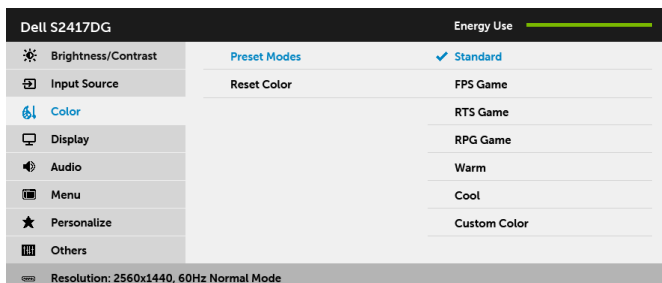 Dell S2417DG Energy Use
Brightness/Contrast Preset Modes Standard
Input Source Reset Color FPS Game
Color RTS Game
Display RPG Game
Audio Warm
Menu Cool
Personalize Custom Color
Others
Resolution: 2560x1440, 60Hz Normal Mode